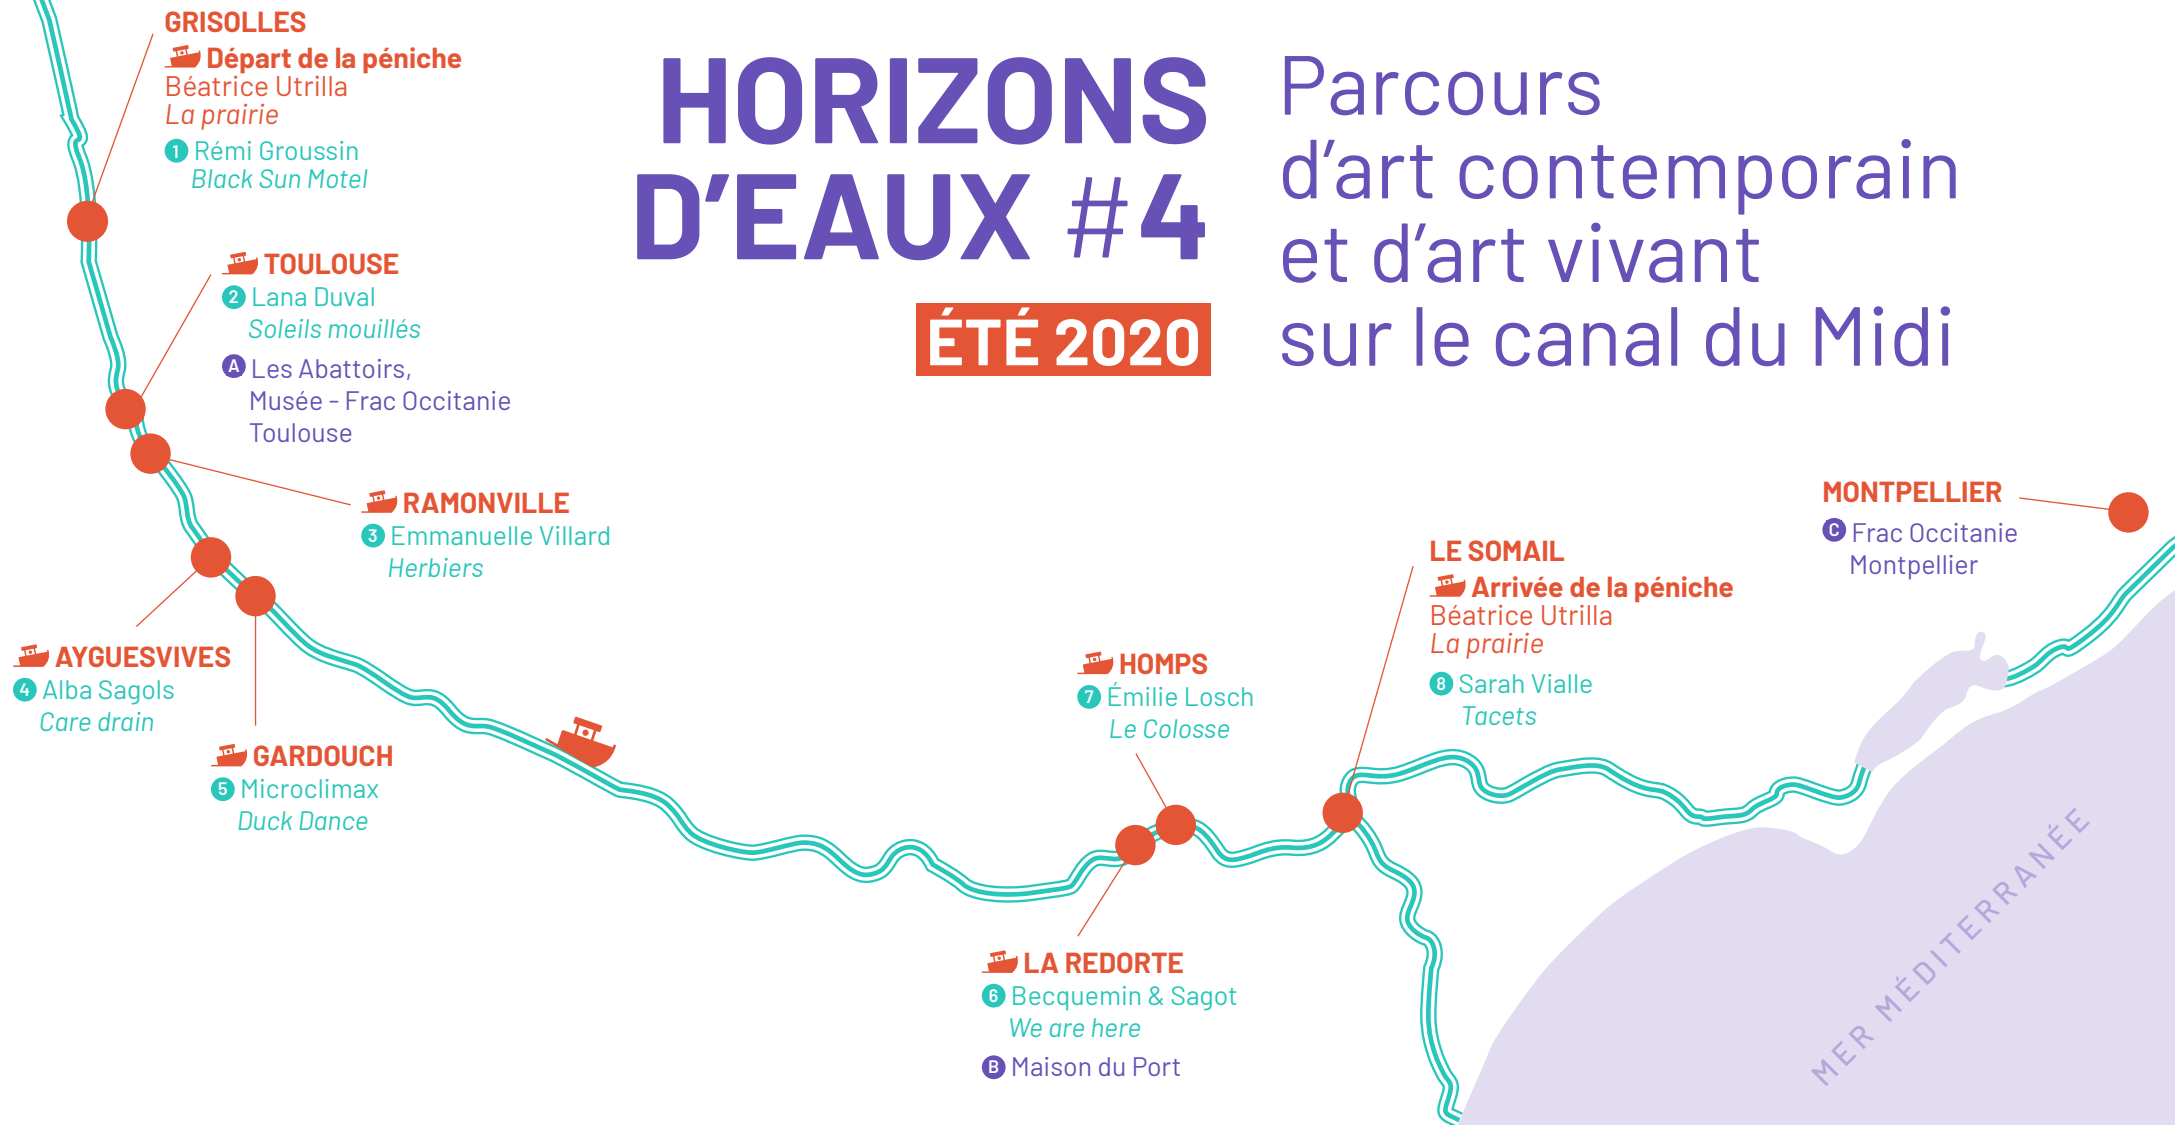 HORIZONS
D'EAUX #4
ÉTÉ 2020
Parcours
d'art contemporain
et d'art vivant
sur le canal du Midi
GRISOLLES
Départ de la péniche
Béatrice Utrilla
La prairie
1 Rémi Groussin
Black Sun Motel
TOULOUSE
2 Lana Duval
Soleils mouillés
A Les Abattoirs,
Musée - Frac Occitanie
Toulouse
RAMONVILLE
3 Emmanuelle Villard
Herbiers
AYGUESVIVES
4 Alba Sagols
Care drain
GARDOUCH
5 Microclimax
Duck Dance
LA REDORTE
6 Becquemin & Sagot
We are here
B Maison du Port
HOMPS
7 Émilie Losch
Le Colosse
LE SOMAIL
Arrivée de la péniche
Béatrice Utrilla
La prairie
8 Sarah Vialle
Tacets
MONTPELLIER
C Frac Occitanie
Montpellier
MER MÉDITERRANÉE